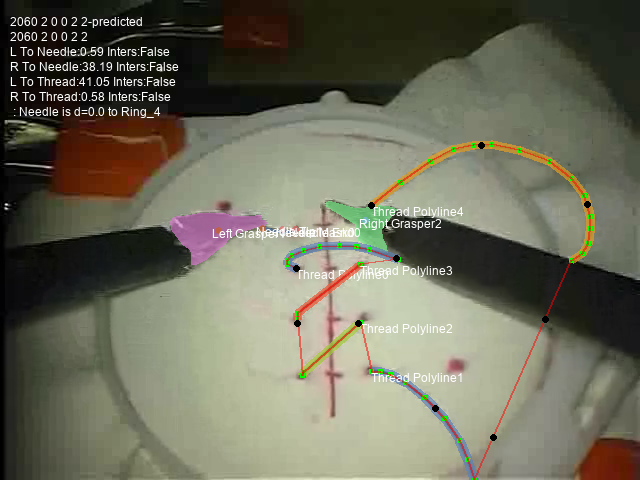 2060 2 0 0 2 2-predicted
2060 2 0 0 2 2
L To Needle:0.59 Inters:False
R To Needle:38.19 Inters:False
L To Thread:41.05 Inters:False
R To Thread:0.58 Inters:False
: Needle is d=0.0 to Ring_4
Thread Polyline4
Right Grasper2
Left Grasper
Thread Polyline3
Thread Polyline0
Thread Polyline2
Thread Polyline1